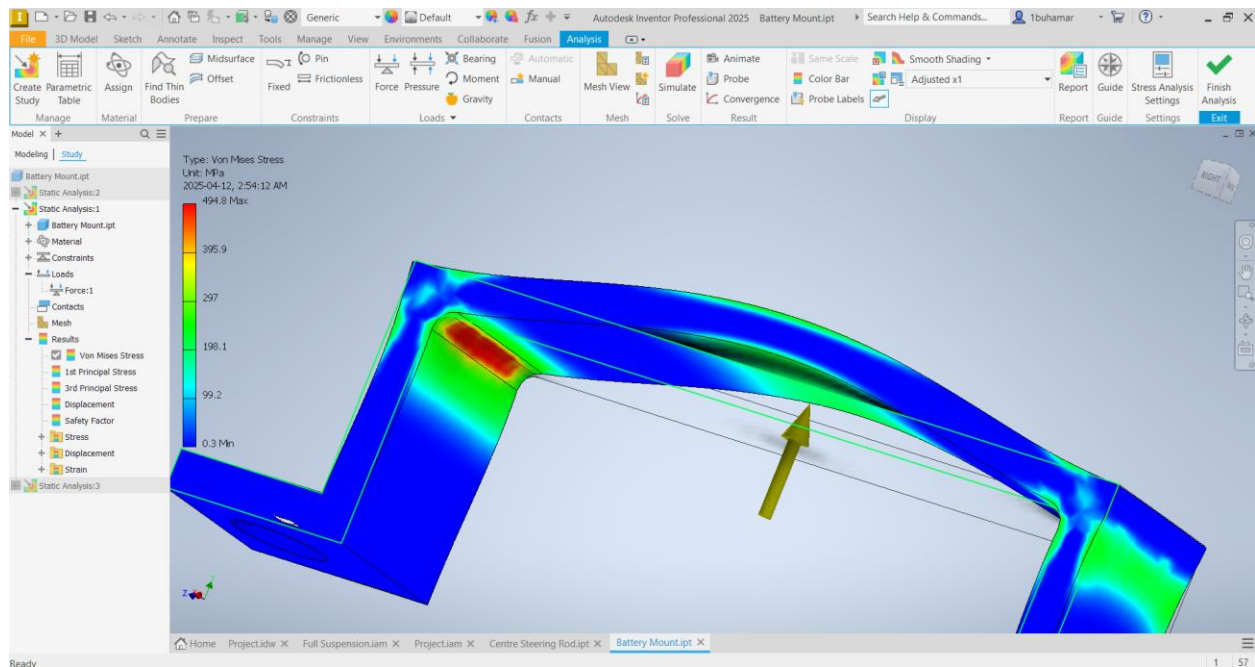 Generic
Default
Autodesk Inventor Professional 2025 Battery Mount.ipt
Search Help & Commands...
1buhamar
File 3D Model Sketch Annotate Inspect Tools Manage View Environments Collaborate Fusion Analysis
Midsurface Pin Bearing Automatic Animate Same Scale Smooth Shading
Offset Frictionless Moment Manual Probe Color Bar Adjusted x1
Create Study Parametric Table Assign Find Thin Bodies Fixed Force Pressure Gravity Mesh View Simulate Convergence Probe Labels Report Guide Stress Analysis Settings Finish Analysis
Manage Material Prepare Constraints Loads Contacts Mesh Solve Result Display Report Guide Settings Exit
Model
Modeling Study
Battery Mount.ipt
Static Analysis:2
Static Analysis:1
Battery Mount.ipt
Material
Constraints
Loads
Force:1
Contacts
Mesh
Results
Von Mises Stress
1st Principal Stress
3rd Principal Stress
Displacement
Safety Factor
Stress
Displacement
Strain
Static Analysis:3
Type: Von Mises Stress
Unit: MPa
2025-04-12, 2:54:12 AM
494.8 Max
395.9
297
198.1
99.2
0.3 Min
RIGHT
Z
Y
Home Project.idw Full Suspension.iam Project.iam Centre Steering Rod.ipt Battery Mount.ipt
Ready
1 57